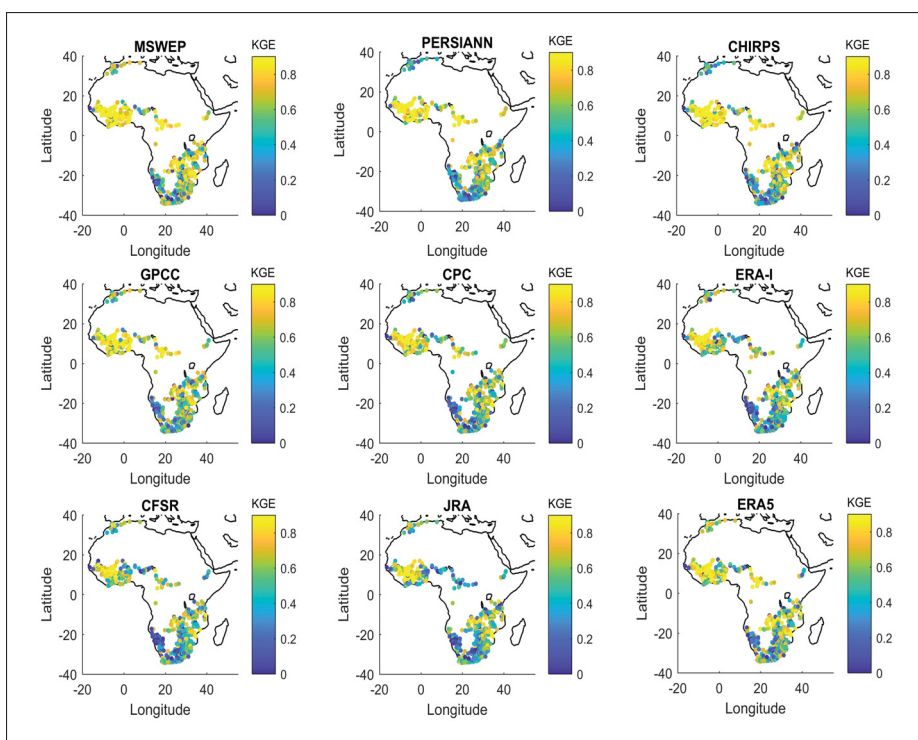 MSWEP KGE
40
20
0
-20
-40
0.8
0.6
0.4
0.2
0
-20 0 20 40
Latitude
Longitude
PERSIANN KGE
40
20
0
-20
-40
0.8
0.6
0.4
0.2
0
-20 0 20 40
Latitude
Longitude
CHIRPS KGE
40
20
0
-20
-40
0.8
0.6
0.4
0.2
0
-20 0 20 40
Latitude
Longitude
GPCC KGE
40
20
0
-20
-40
0.8
0.6
0.4
0.2
0
-20 0 20 40
Latitude
Longitude
CPC KGE
40
20
0
-20
-40
0.8
0.6
0.4
0.2
0
-20 0 20 40
Latitude
Longitude
ERA-I KGE
40
20
0
-20
-40
0.8
0.6
0.4
0.2
0
-20 0 20 40
Latitude
Longitude
CFSR KGE
40
20
0
-20
-40
0.8
0.6
0.4
0.2
0
-20 0 20 40
Latitude
Longitude
JRA KGE
40
20
0
-20
-40
0.8
0.6
0.4
0.2
0
-20 0 20 40
Latitude
Longitude
ERA5 KGE
40
20
0
-20
-40
0.8
0.6
0.4
0.2
0
-20 0 20 40
Latitude
Longitude